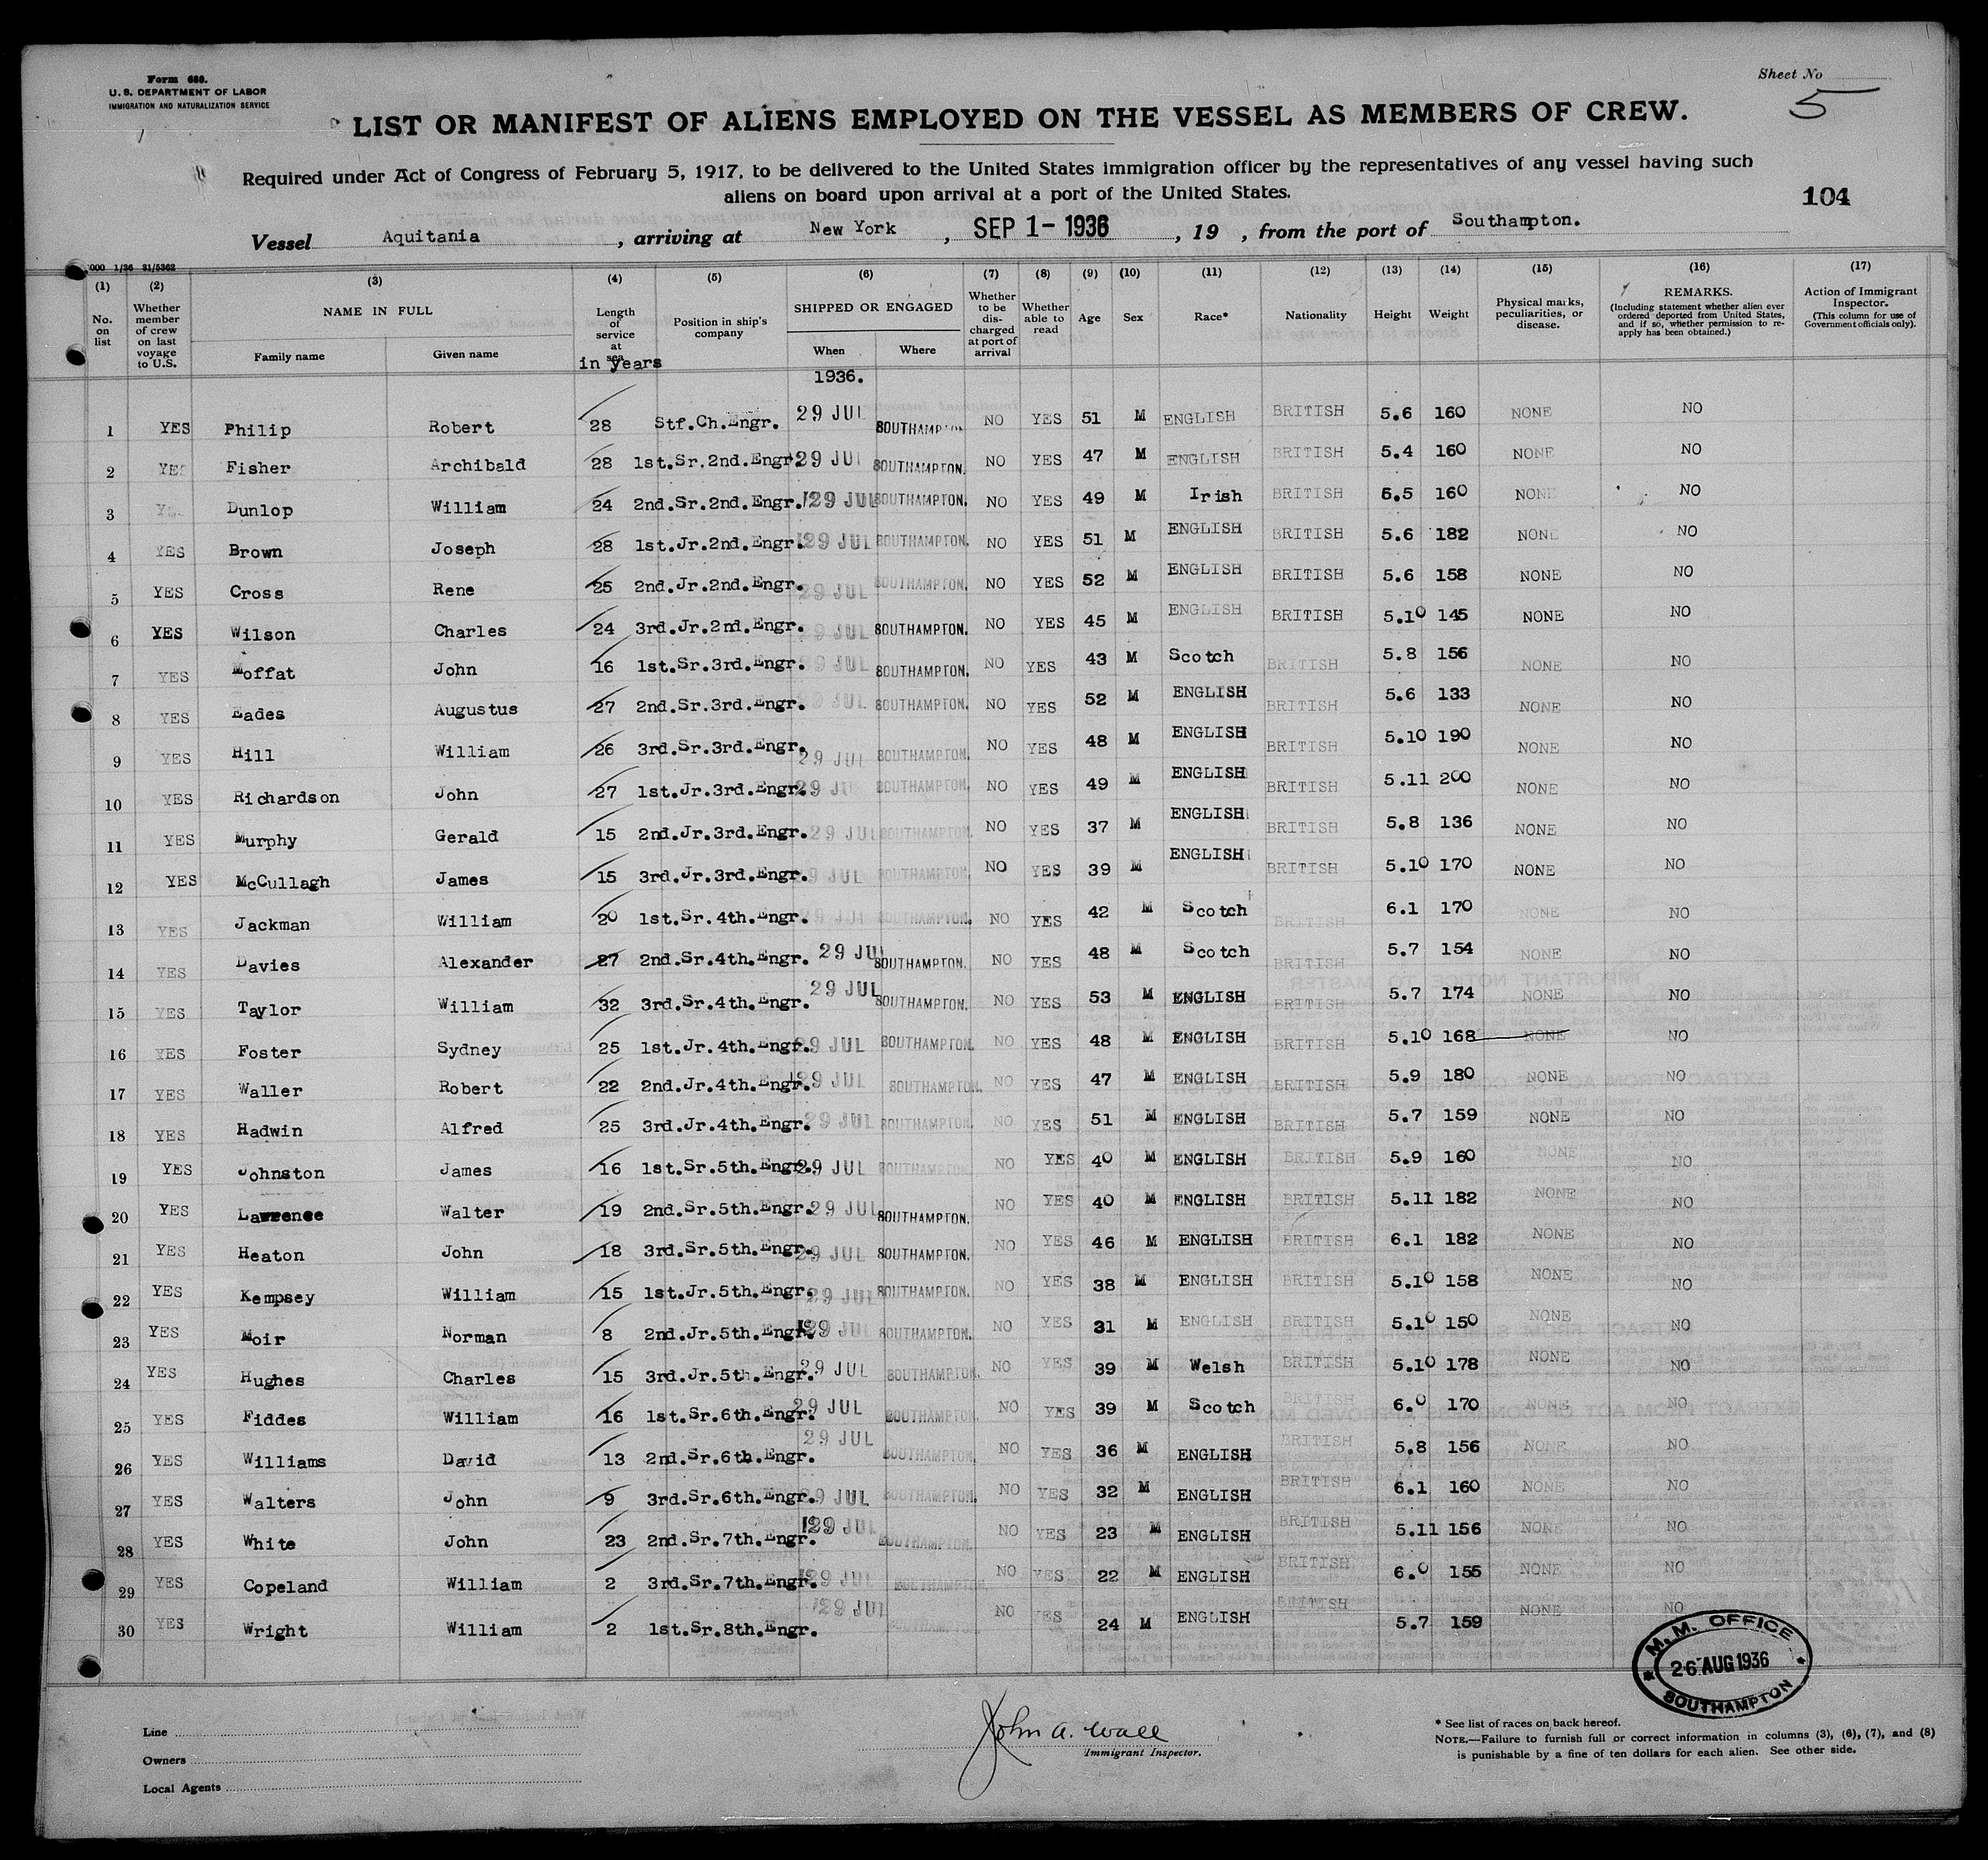 Form 688.
U. S. DEPARTMENT OF LABOR
IMMIGRATION AND NATURALIZATION SERVICE
Sheet No
5
LIST OR MANIFEST OF ALIENS EMPLOYED ON THE VESSEL AS MEMBERS OF CREW.
Required under Act of Congress of February 5, 1917, to be delivered to the United States immigration officer by the representatives of any vessel having such
aliens on board upon arrival at a port of the United States.
104
Vessel Aquitania , arriving at New York , SEP 1- 1936 , 19 , from the port of Southampton.
000 1/36 31/5362
(1) (2) (3) (4) (5) (6) (7) (8) (9) (10) (11) (12) (13) (14) (15) (16) (17)
No. on list Whether member of crew on last voyage to U.S. NAME IN FULL Family name Given name Length of service at sea in years Position in ship's company SHIPPED OR ENGAGED When Where Whether to be discharged at port of arrival Whether able to read Age Sex Race* Nationality Height Weight Physical marks, peculiarities, or disease. REMARKS. (Including statement whether alien ever ordered deported from United States, and if so, whether permission to reapply has been obtained.) Action of Immigrant Inspector. (This column for use of Government officials only).
1936.
1 YES Philip Robert 28 Stf.Ch.Engr. 29 JUL SOUTHAMPTON NO YES 51 M ENGLISH BRITISH 5.6 160 NONE NO
2 YES Fisher Archibald 28 1st.Sr.2nd.Engr. 29 JUL SOUTHAMPTON. NO YES 47 M ENGLISH BRITISH 5.4 160 NONE NO
3 YES Dunlop William 24 2nd.Sr.2nd.Engr. 29 JUL SOUTHAMPTON. NO YES 49 M Irish BRITISH 5.5 160 NONE NO
4 YES Brown Joseph 28 1st.Jr.2nd.Engr. 29 JUL SOUTHAMPTON. NO YES 51 M ENGLISH BRITISH 5.6 182 NONE NO
5 YES Cross Rene 25 2nd.Jr.2nd.Engr. 29 JUL SOUTHAMPTON. NO YES 52 M ENGLISH BRITISH 5.6 158 NONE NO
6 YES Wilson Charles 24 3rd.Jr.2nd.Engr. 29 JUL SOUTHAMPTON. NO YES 45 M ENGLISH BRITISH 5.10 145 NONE NO
7 YES Moffat John 16 1st.Sr.3rd.Engr. 29 JUL SOUTHAMPTON. NO YES 43 M Scotch BRITISH 5.8 156 NONE NO
8 YES Eades Augustus 27 2nd.Sr.3rd.Engr. 29 JUL SOUTHAMPTON. NO YES 52 M ENGLISH BRITISH 5.6 133 NONE NO
9 YES Hill William 26 3rd.Sr.3rd.Engr. 29 JUL SOUTHAMPTON. NO YES 48 M ENGLISH BRITISH 5.10 190 NONE NO
10 YES Richardson John 27 1st.Jr.3rd.Engr. 29 JUL SOUTHAMPTON. NO YES 49 M ENGLISH BRITISH 5.11 200 NONE NO
11 YES Murphy Gerald 15 2nd.Jr.3rd.Engr. 29 JUL SOUTHAMPTON. NO YES 37 M ENGLISH BRITISH 5.8 136 NONE NO
12 YES McCullagh James 15 3rd.Jr.3rd.Engr. 29 JUL SOUTHAMPTON. NO YES 39 M ENGLISH BRITISH 5.10 170 NONE NO
13 YES Jackman William 20 1st.Sr.4th.Engr. 29 JUL SOUTHAMPTON. NO YES 42 M Scotch BRITISH 6.1 170 NONE NO
14 YES Davies Alexander 27 2nd.Sr.4th.Engr. 29 JUL SOUTHAMPTON. NO YES 48 M Scotch BRITISH 5.7 154 NONE NO
15 YES Taylor William 32 3rd.Sr.4th.Engr. 29 JUL SOUTHAMPTON. NO YES 53 M ENGLISH BRITISH 5.7 174 NONE NO
16 YES Foster Sydney 25 1st.Jr.4th.Engr. 29 JUL SOUTHAMPTON. NO YES 48 M ENGLISH BRITISH 5.10 168 NONE NO
17 YES Waller Robert 22 2nd.Jr.4th.Engr. 29 JUL SOUTHAMPTON. NO YES 47 M ENGLISH BRITISH 5.9 180 NONE NO
18 YES Hadwin Alfred 25 3rd.Jr.4th.Engr. 29 JUL SOUTHAMPTON. NO YES 51 M ENGLISH BRITISH 5.7 159 NONE NO
19 YES Johnston James 16 1st.Sr.5th.Engr. 29 JUL SOUTHAMPTON. NO YES 40 M ENGLISH BRITISH 5.9 160 NONE NO
20 YES Lawrence Walter 19 2nd.Sr.5th.Engr. 29 JUL SOUTHAMPTON. NO YES 40 M ENGLISH BRITISH 5.11 182 NONE NO
21 YES Heaton John 18 3rd.Sr.5th.Engr. 29 JUL SOUTHAMPTON. NO YES 46 M ENGLISH BRITISH 6.1 182 NONE NO
22 YES Kempsey William 15 1st.Jr.5th.Engr. 29 JUL SOUTHAMPTON. NO YES 38 M ENGLISH BRITISH 5.10 158 NONE NO
23 YES Moir Norman 8 2nd.Jr.5th.Engr. 29 JUL SOUTHAMPTON. NO YES 31 M ENGLISH BRITISH 5.10 150 NONE NO
24 YES Hughes Charles 15 3rd.Jr.5th.Engr. 29 JUL SOUTHAMPTON. NO YES 39 M Welsh BRITISH 5.10 178 NONE NO
25 YES Fiddes William 16 1st.Sr.6th.Engr. 29 JUL SOUTHAMPTON NO YES 39 M Scotch BRITISH 6.0 170 NONE NO
26 YES Williams David 13 2nd.Sr.6th.Engr. 29 JUL SOUTHAMPTON. NO YES 36 M ENGLISH BRITISH 5.8 156 NONE NO
27 YES Walters John 9 3rd.Sr.6th.Engr. 29 JUL SOUTHAMPTON. NO YES 32 M ENGLISH BRITISH 6.1 160 NONE NO
28 YES White John 23 2nd.Sr.7th.Engr. 29 JUL SOUTHAMPTON. NO YES 23 M ENGLISH BRITISH 5.11 156 NONE NO
29 YES Copeland William 2 3rd.Sr.7th.Engr. 29 JUL SOUTHAMPTON NO YES 22 M ENGLISH BRITISH 6.0 155 NONE NO
30 YES Wright William 2 1st.Sr.8th.Engr. 29 JUL SOUTHAMPTON NO YES 24 M ENGLISH BRITISH 5.7 159 NONE NO
M. M. OFFICE
26 AUG 1936
SOUTHAMPTON
Line
Owners
Local Agents
John A. Wall
Immigrant Inspector.
* See list of races on back hereof.
NOTE.—Failure to furnish full or correct information in columns (3), (6), (7), and (8)
is punishable by a fine of ten dollars for each alien. See other side.